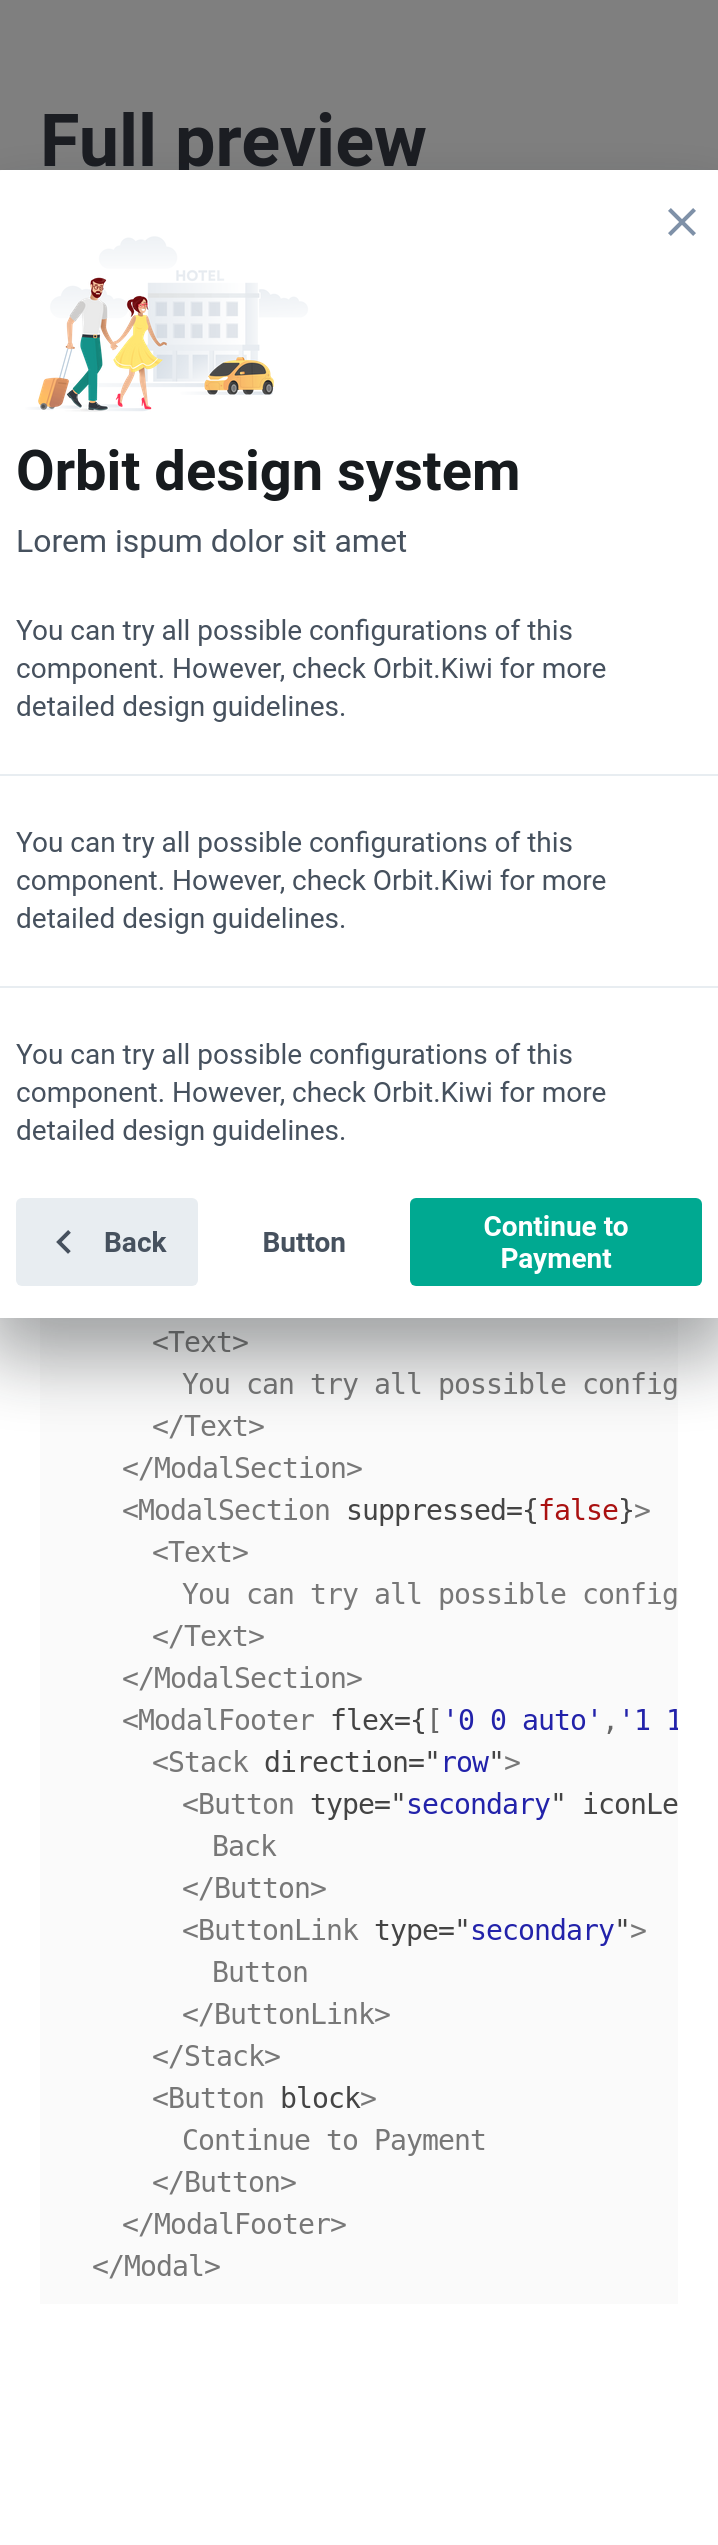 Full preview
HOTEL
Orbit design system
Lorem ispum dolor sit amet
You can try all possible configurations of this
component. However, check Orbit.Kiwi for more
detailed design guidelines.
You can try all possible configurations of this
component. However, check Orbit.Kiwi for more
detailed design guidelines.
You can try all possible configurations of this
component. However, check Orbit.Kiwi for more
detailed design guidelines.
Back
Button
Continue to
Payment
<Text>
You can try all possible config
</Text>
</ModalSection>
<ModalSection suppressed={false}>
<Text>
You can try all possible config
</Text>
</ModalSection>
<ModalFooter flex={['0 0 auto','1 1
<Stack direction="row">
<Button type="secondary" iconLe
Back
</Button>
<ButtonLink type="secondary">
Button
</ButtonLink>
</Stack>
<Button block>
Continue to Payment
</Button>
</ModalFooter>
</Modal>